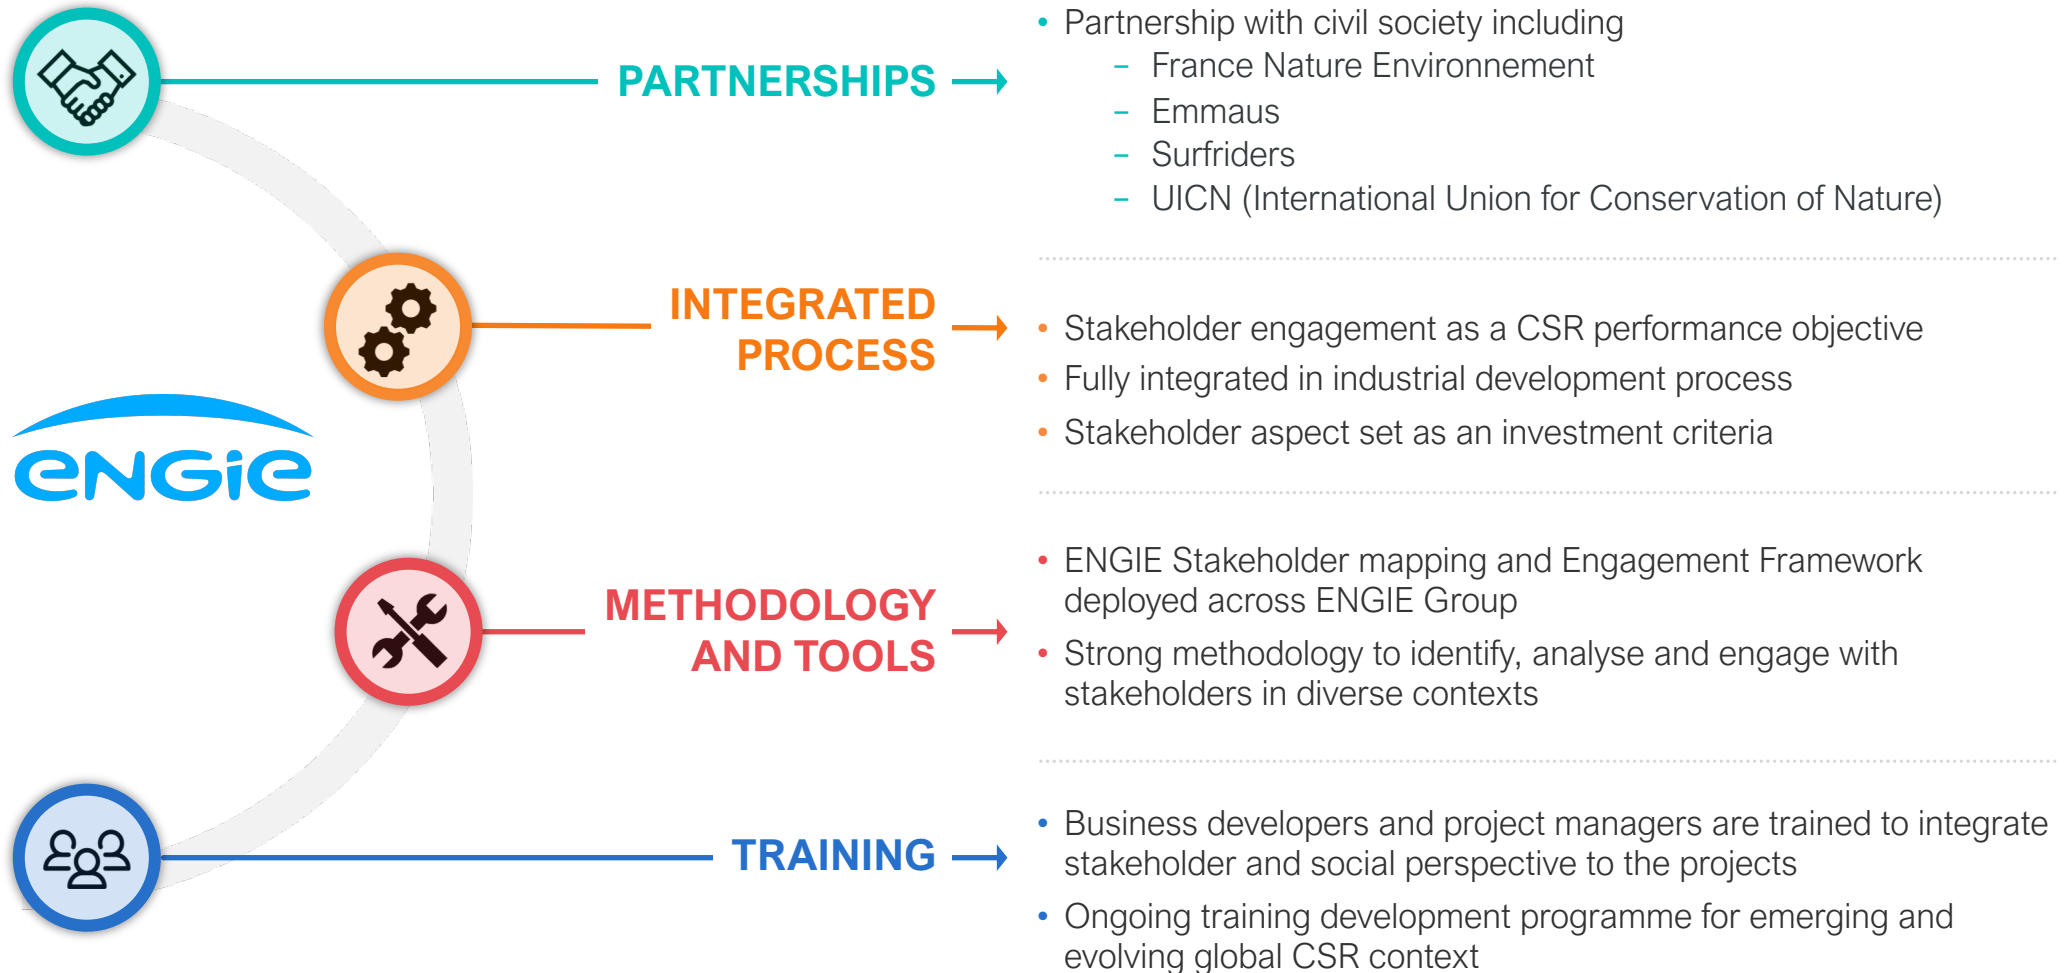 PARTNERSHIPS
• Partnership with civil society including
– France Nature Environnement
– Emmaus
– Surfriders
– UICN (International Union for Conservation of Nature)
INTEGRATED
PROCESS
• Stakeholder engagement as a CSR performance objective
• Fully integrated in industrial development process
• Stakeholder aspect set as an investment criteria
eNGie
METHODOLOGY
AND TOOLS
• ENGIE Stakeholder mapping and Engagement Framework
deployed across ENGIE Group
• Strong methodology to identify, analyse and engage with
stakeholders in diverse contexts
TRAINING
• Business developers and project managers are trained to integrate
stakeholder and social perspective to the projects
• Ongoing training development programme for emerging and
evolving global CSR context